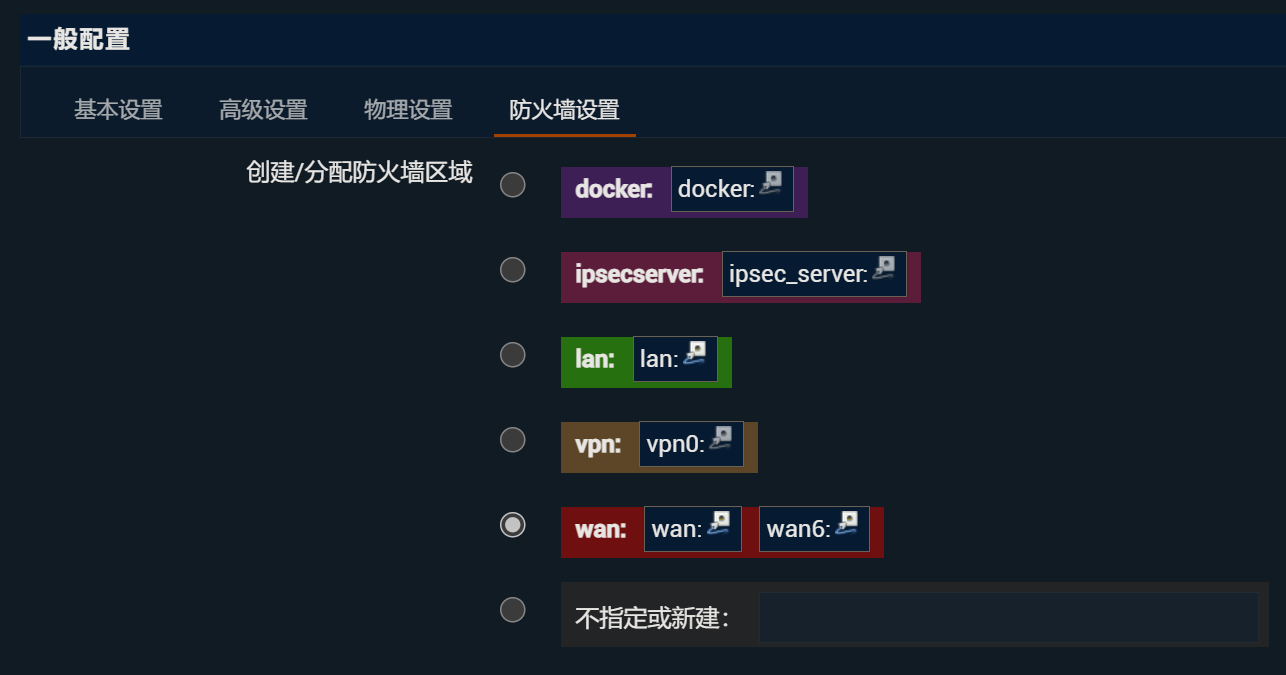 一般配置
基本设置 高级设置 物理设置 防火墙设置
创建/分配防火墙区域
docker: docker:
ipsecserver: ipsec_server:
lan: lan:
vpn: vpn0:
wan: wan: wan6:
不指定或新建：